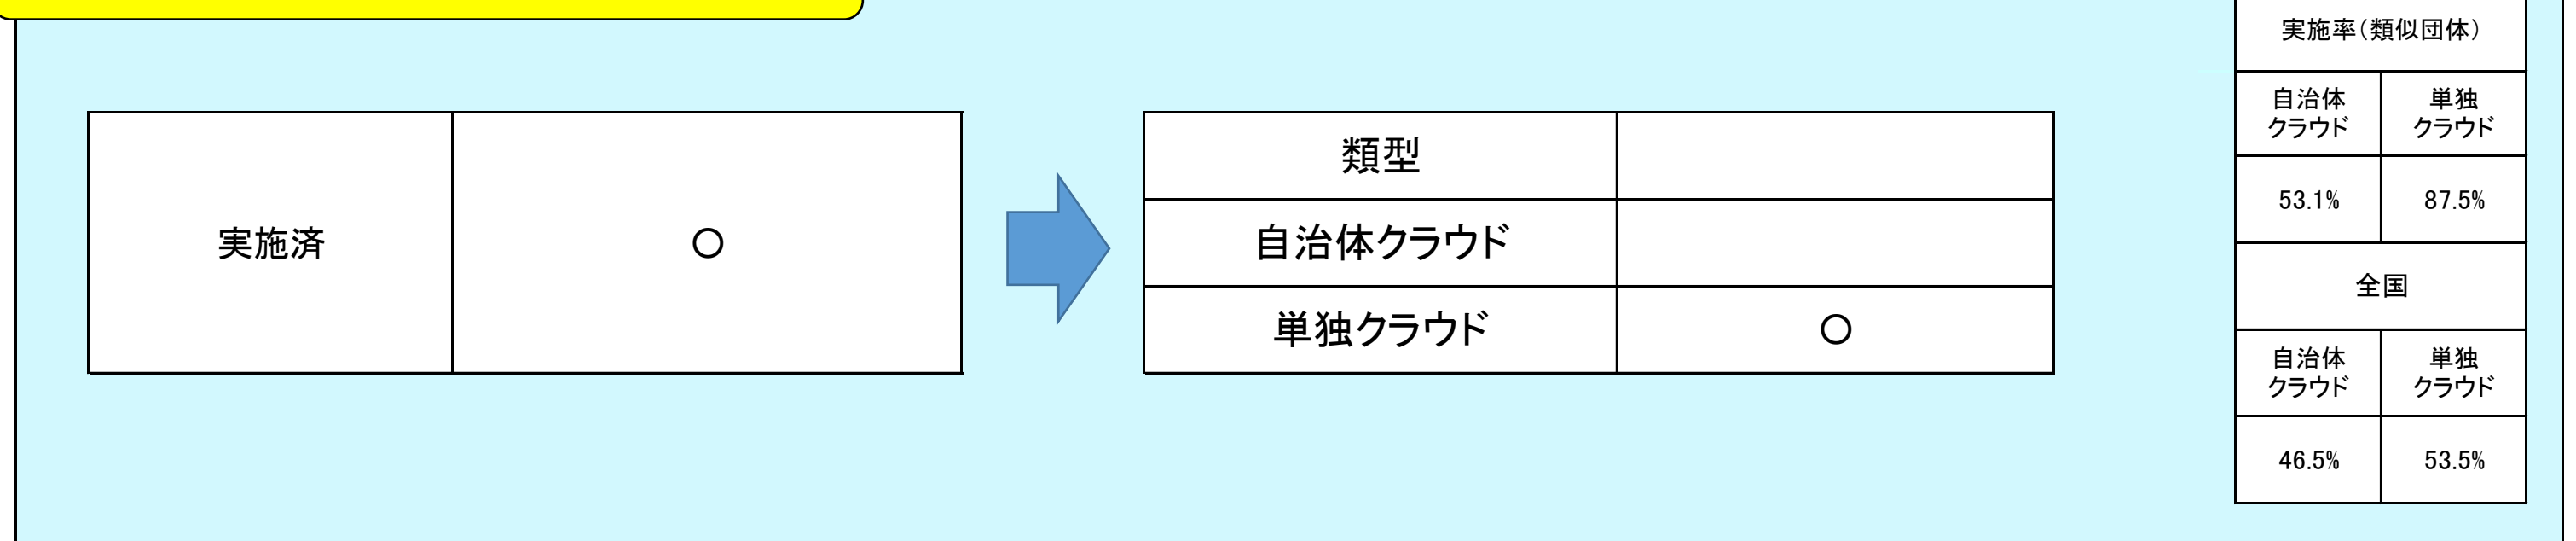 実施済 ○
類型
自治体クラウド
単独クラウド ○
実施率(類似団体)
自治体
クラウド
単独
クラウド
53.1% 87.5%
全国
自治体
クラウド
単独
クラウド
46.5% 53.5%